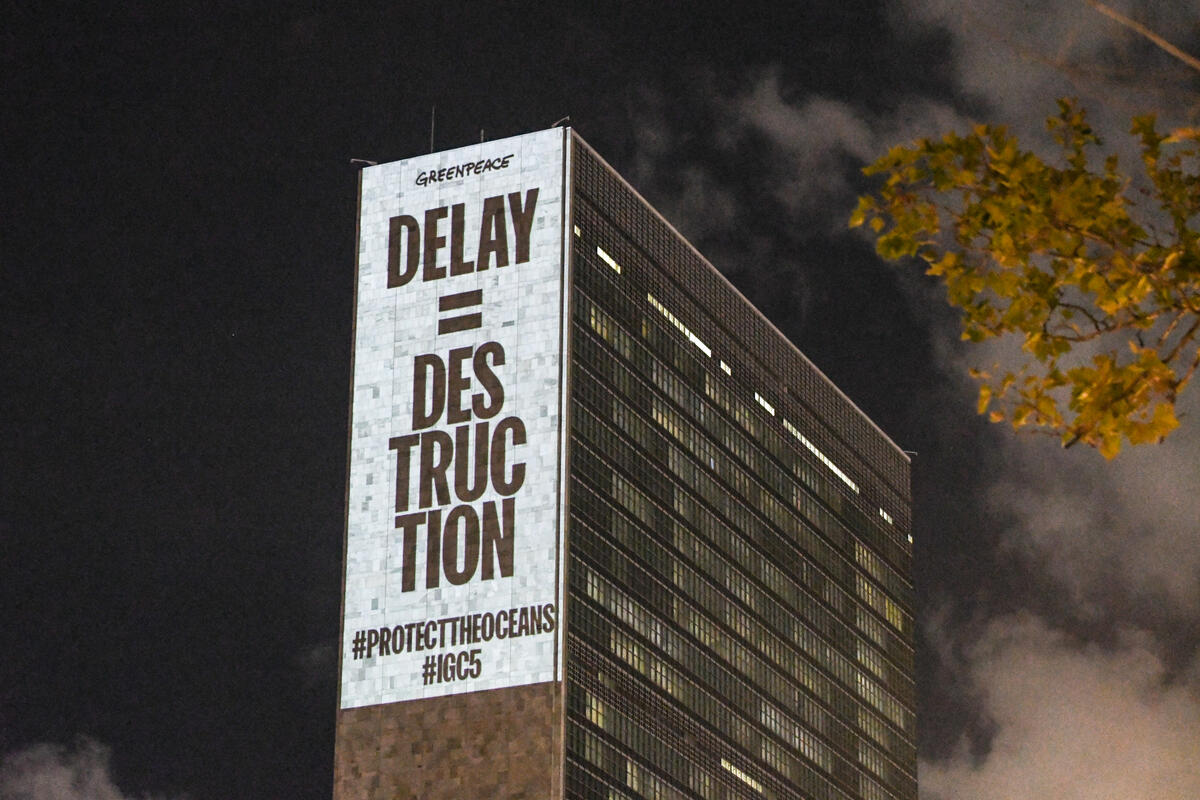 GREENPEACE
DELAY
=
DES
TRUC
TION
#PROTECTTHEOCEANS
#IGC5